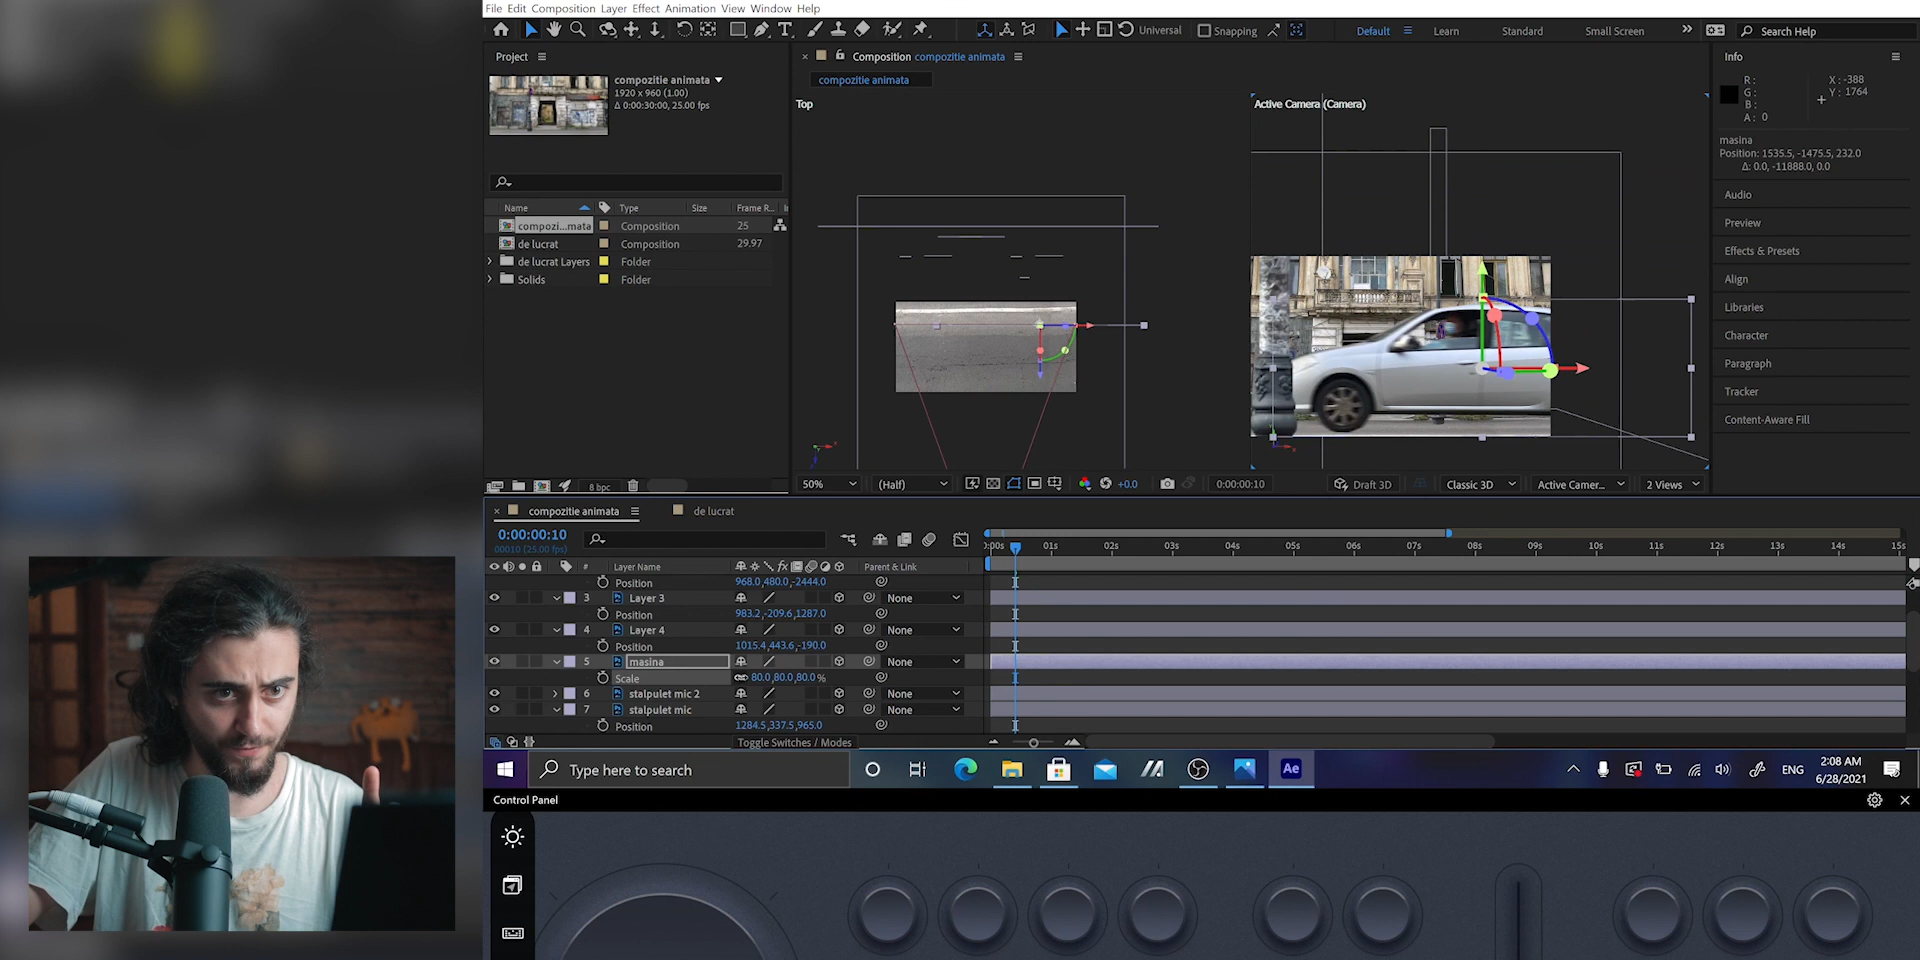 File Edit Composition Layer Effect Animation View Window Help
Universal
Snapping
Default
Learn
Standard
Small Screen
Search Help
Project
compozitie animata
1920 x 960 (1.00)
Δ 0:00:30:00, 25.00 fps
Name Type Size Frame R...
compozi...mata Composition 25
de lucrat Composition 29.97
de lucrat Layers Folder
Solids Folder
8 bpc
Composition compozitie animata
compozitie animata
Top
Active Camera (Camera)
50%
(Half)
+0.0
0:00:00:10
Draft 3D
Classic 3D
Active Camer...
2 Views
Info
R :
G :
B :
A : 0
X : -388
Y : 1764
masina
Position: 1535.5, -1475.5, 232.0
Δ: 0.0, -11888.0, 0.0
Audio
Preview
Effects & Presets
Align
Libraries
Character
Paragraph
Tracker
Content-Aware Fill
compozitie animata
de lucrat
0:00:00:10
00010 (25.00 fps)
01s 02s 03s 04s 05s 06s 07s 08s 09s 10s 11s 12s 13s 14s 15s
# Layer Name Parent & Link
Position 968.0,480.0,-2444.0
3 Layer 3 None
Position 983.2,-209.6,1287.0
4 Layer 4 None
Position 1015.4,443.6,-190.0
5 masina None
Scale 80.0,80.0,80.0%
6 stalpulet mic 2 None
7 stalpulet mic None
Position 1284.5,337.5,965.0
Toggle Switches / Modes
Type here to search
Ae
ENG
2:08 AM
6/28/2021
Control Panel